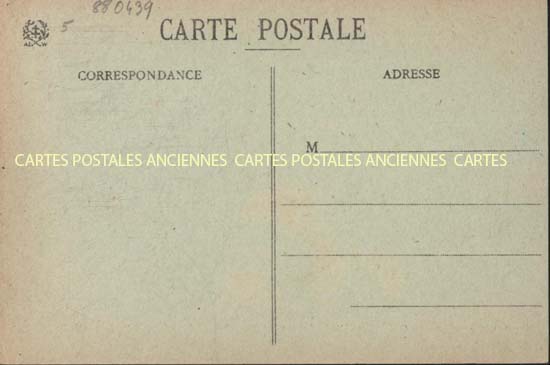 880439
5
CARTE POSTALE
CORRESPONDANCE
ADRESSE
M
CARTES POSTALES ANCIENNES CARTES POSTALES ANCIENNES CARTES